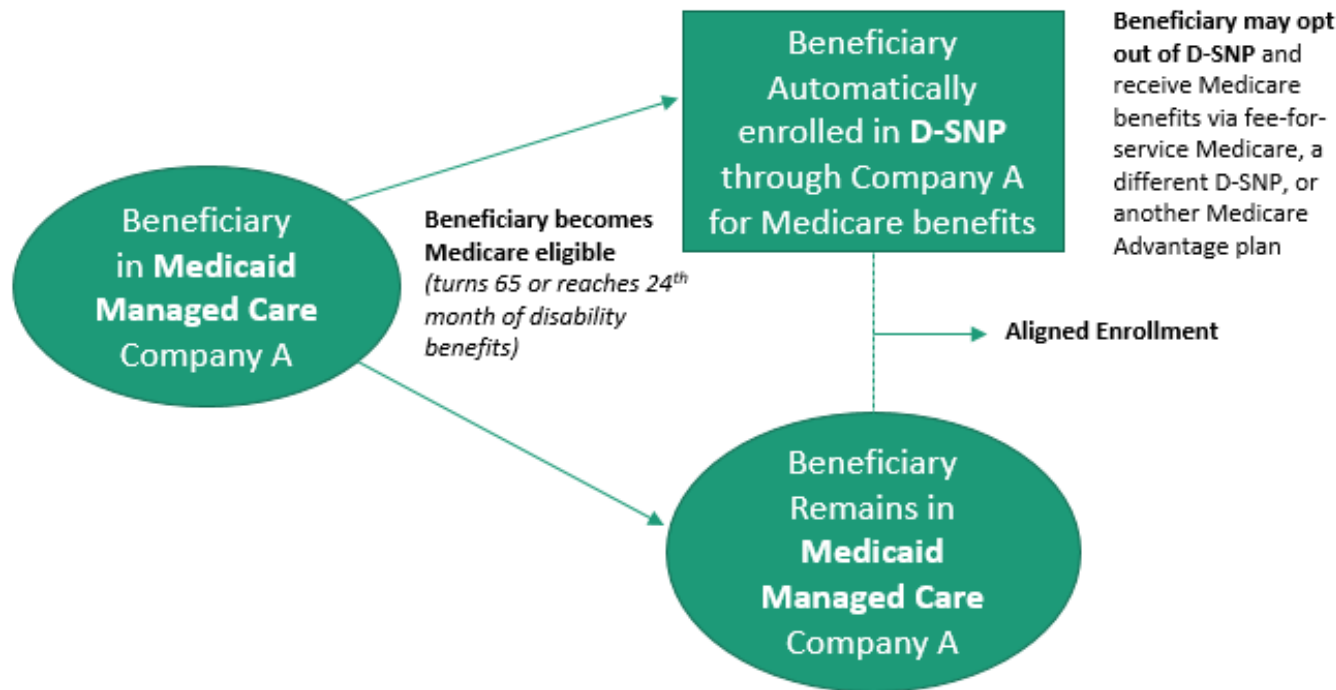 Beneficiary
in Medicaid
Managed Care
Company A
Beneficiary becomes
Medicare eligible
(turns 65 or reaches 24th
month of disability
benefits)
Beneficiary
Automatically
enrolled in D-SNP
through Company A
for Medicare benefits
Beneficiary may opt
out of D-SNP and
receive Medicare
benefits via fee-for-
service Medicare, a
different D-SNP, or
another Medicare
Advantage plan
Aligned Enrollment
Beneficiary
Remains in
Medicaid
Managed Care
Company A